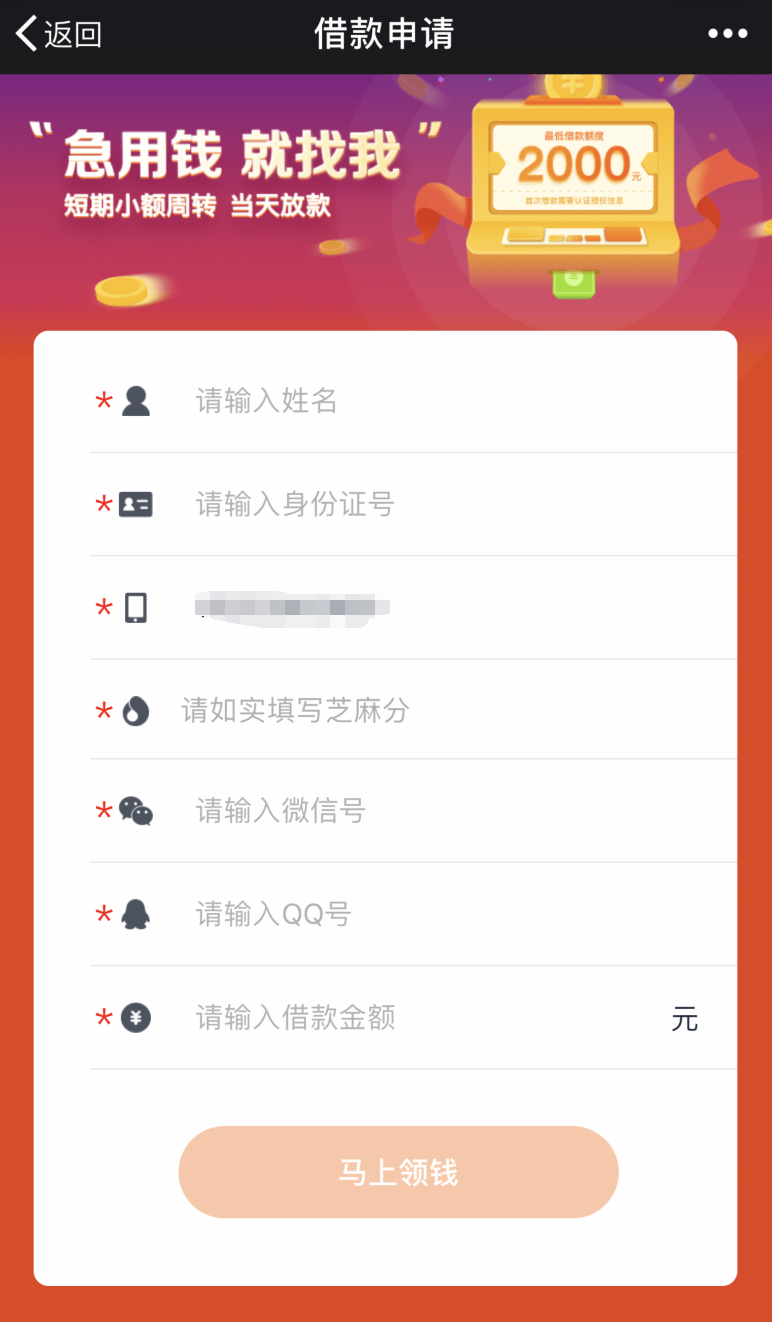 返回
借款申请
•••
“急用钱 就找我”
短期小额周转 当天放款
最低借款额度
2000元
首次借款需要认证授权信息
* 请输入姓名
* 请输入身份证号
*
* 请如实填写芝麻分
* 请输入微信号
* 请输入QQ号
* ¥ 请输入借款金额 元
马上领钱